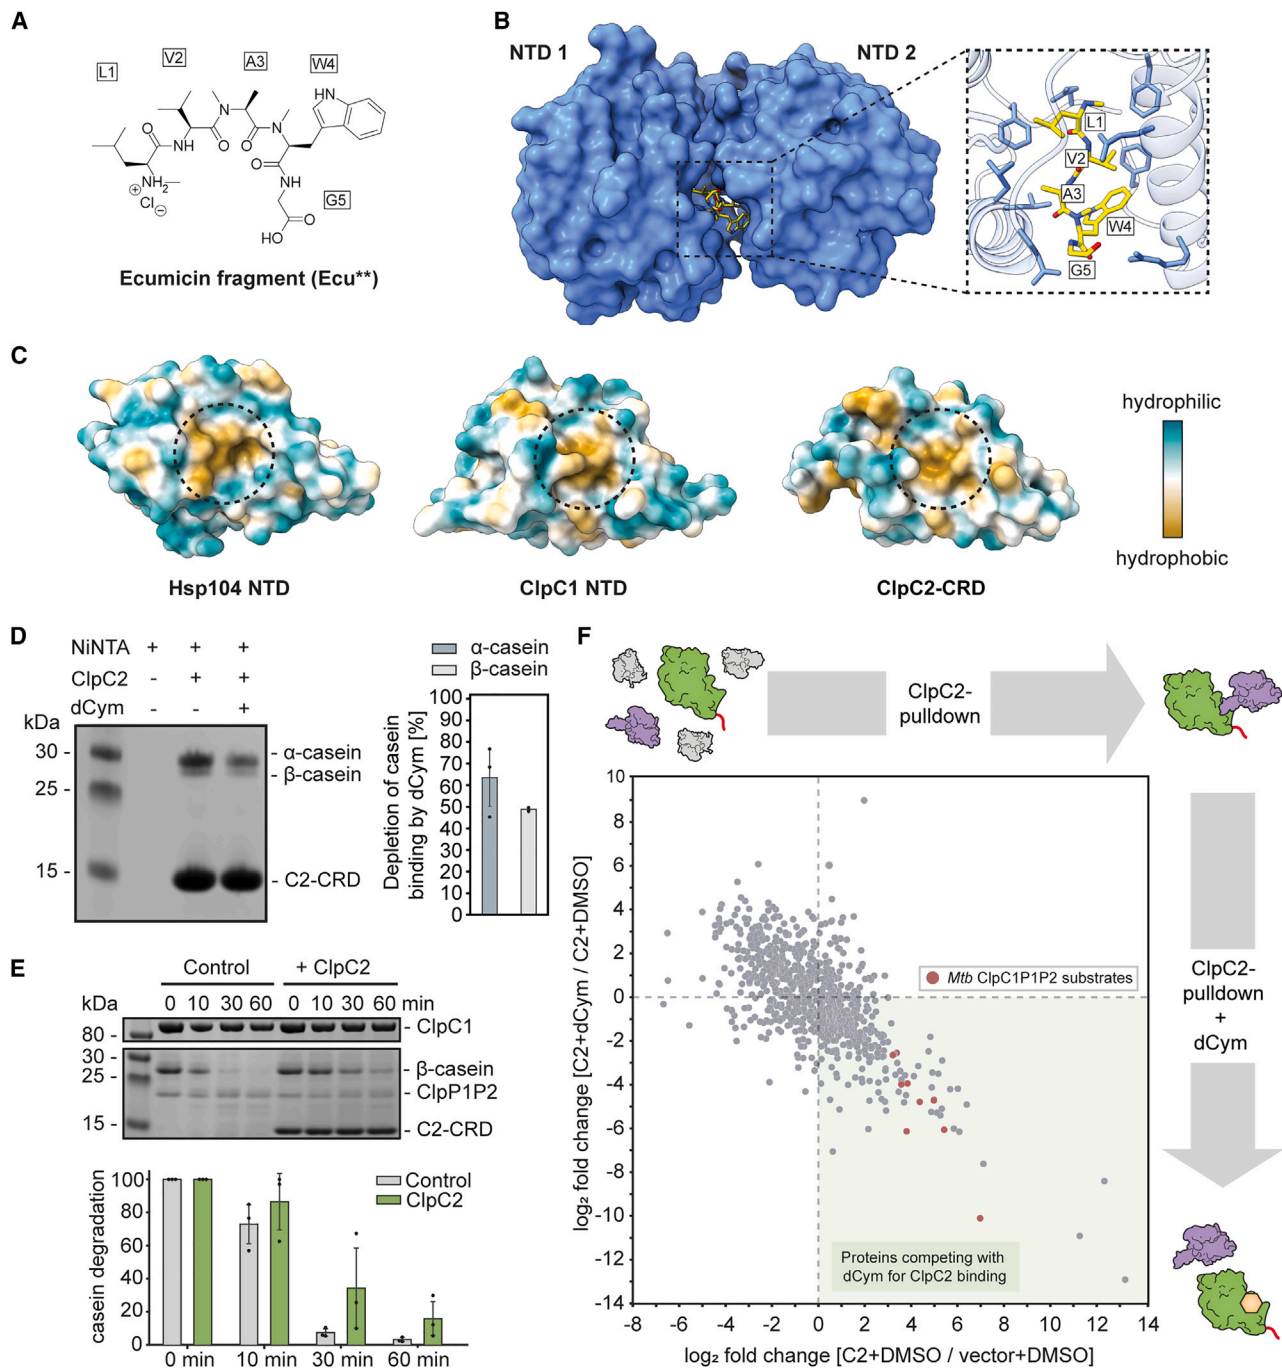 A
L1
V2
A3
W4
HN
O
N
N
O
NH
O
O
NH₂
⊕
Cl ⊖
NH
O
HO
G5
Ecumicin fragment (Ecu**)
B
NTD 1
NTD 2
L1
V2
A3
W4
G5
C
hydrophilic
hydrophobic
Hsp104 NTD
ClpC1 NTD
ClpC2-CRD
D
NiNTA + + +
ClpC2 - + +
dCym - - +
kDa
30 -
25 -
15 -
- α-casein
- β-casein
- C2-CRD
α-casein
β-casein
Depletion of casein
binding by dCym [%]
100
90
80
70
60
50
40
30
20
10
0
E
Control
+ ClpC2
kDa 0 10 30 60 0 10 30 60 min
80 -
- ClpC1
30 -
25 -
15 -
- β-casein
- ClpP1P2
- C2-CRD
casein degradation
100
80
60
40
20
0
Control
ClpC2
0 min 10 min 30 min 60 min
F
ClpC2-
pulldown
log₂ fold change [C2+dCym / C2+DMSO]
10
8
6
4
2
0
-2
-4
-6
-8
-10
-12
-14
Mtb ClpC1P1P2 substrates
Proteins competing with
dCym for ClpC2 binding
-8 -6 -4 -2 0 2 4 6 8 10 12 14
log₂ fold change [C2+DMSO / vector+DMSO]
ClpC2-
pulldown
+
dCym